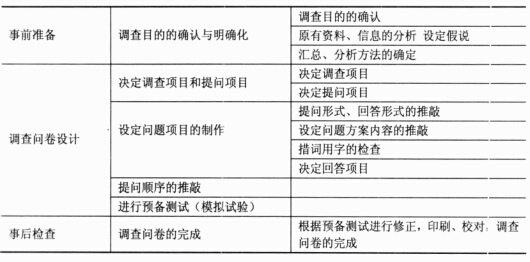 事前准备
调查目的的确认与明确化
调查目的的确认
原有资料、信息的分析 设定假说
汇总、分析方法的确定
调查问卷设计
决定调查项目和提问项目
决定调查项目
决定提问项目
设定问题项目的制作
提问形式、回答形式的推敲
设定问题方案内容的推敲
措词用字的检查
决定回答项目
提问顺序的推敲
进行预备测试（模拟试验）
事后检查
调查问卷的完成
根据预备测试进行修正，印刷、校对，调查
问卷的完成